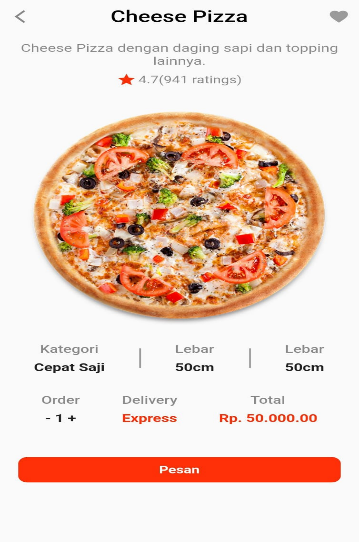 Cheese Pizza
Cheese Pizza dengan daging sapi dan topping
lainnya.
4.7(941 ratings)
Kategori Lebar Lebar
Cepat Saji 50cm 50cm
Order Delivery Total
- 1 + Express Rp. 50.000.00
Pesan